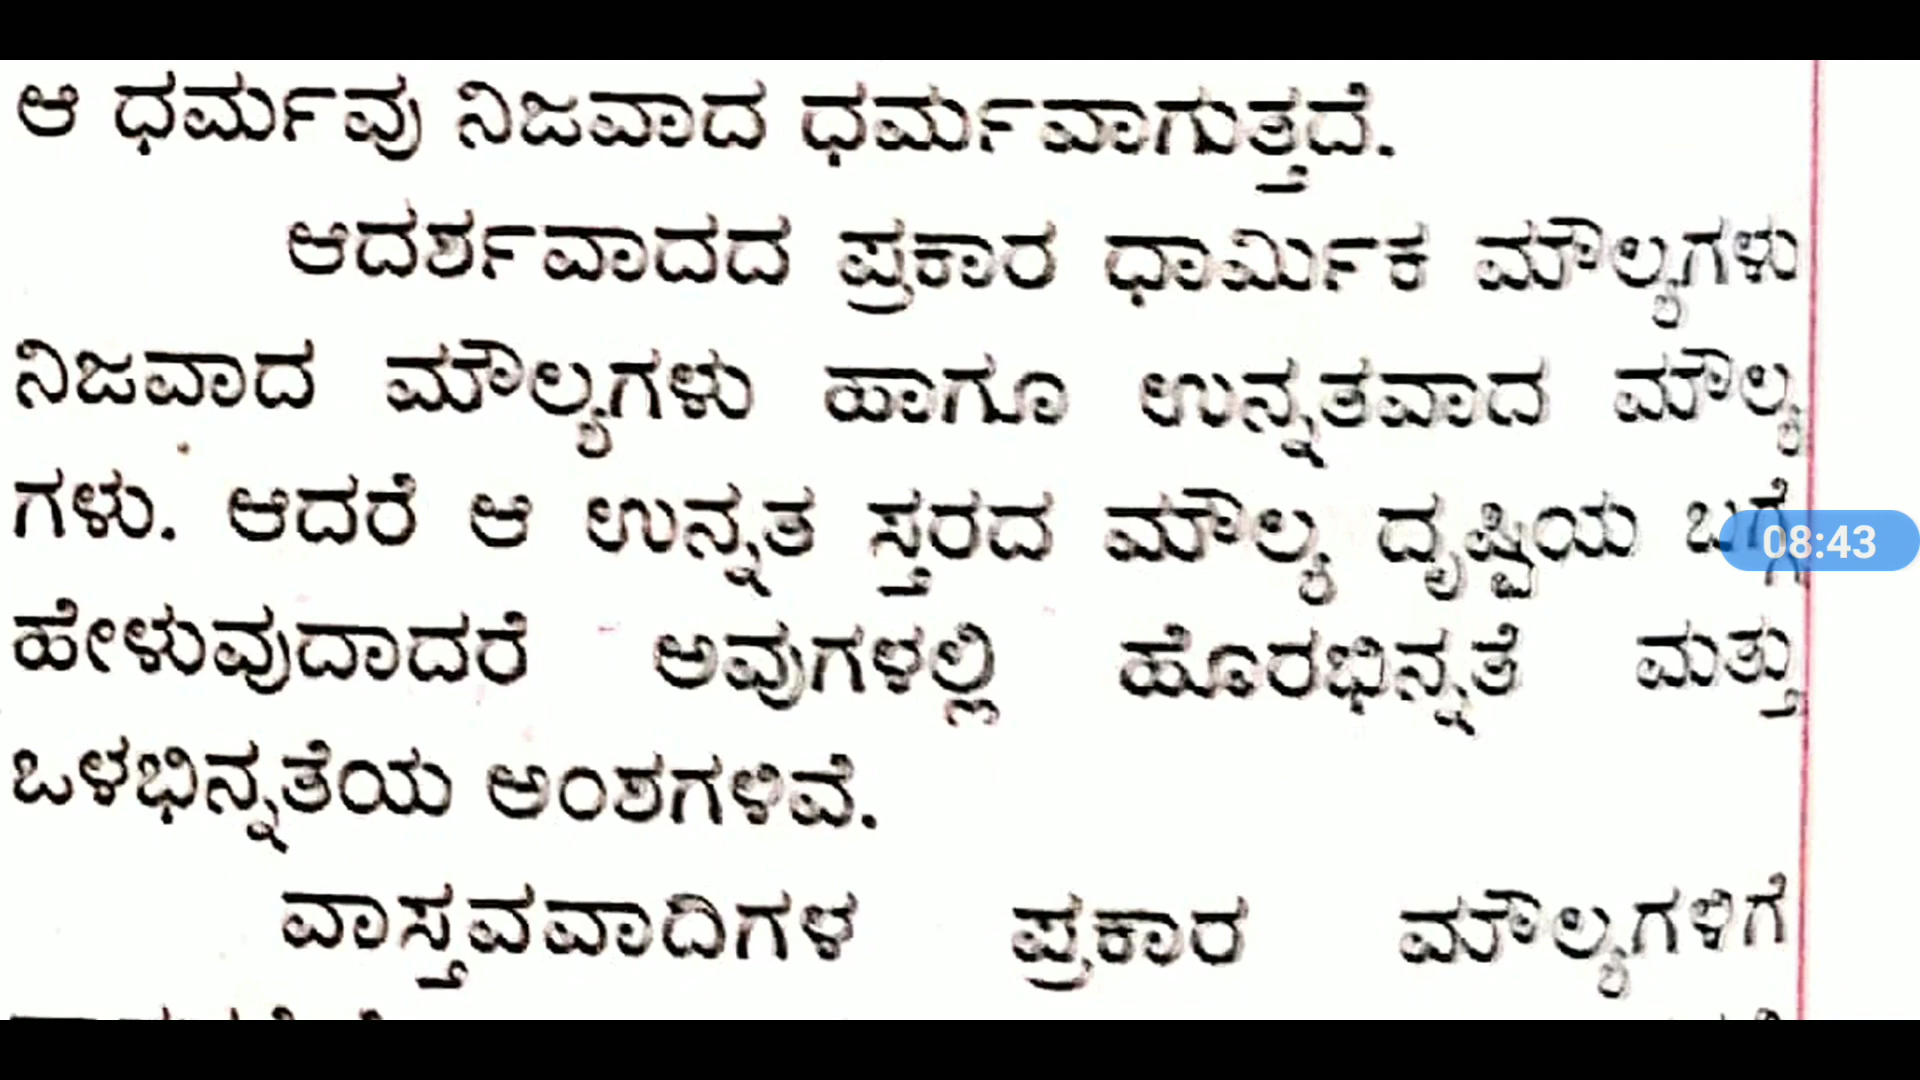 ಆ ಧರ್ಮವು ನಿಜವಾದ ಧರ್ಮವಾಗುತ್ತದೆ.
ಆದರ್ಶವಾದದ ಪ್ರಕಾರ ಧಾರ್ಮಿಕ ಮೌಲ್ಯಗಳು
ನಿಜವಾದ ಮೌಲ್ಯಗಳು ಹಾಗೂ ಉನ್ನತವಾದ ಮೌಲ್ಯ
ಗಳು. ಆದರೆ ಆ ಉನ್ನತ ಸ್ತರದ ಮೌಲ್ಯ ದೃಷ್ಟಿಯ ಬಗ್ಗೆ
08:43
ಹೇಳುವುದಾದರೆ ಅವುಗಳಲ್ಲಿ ಹೊರಭಿನ್ನತೆ ಮತ್ತು
ಒಳಭಿನ್ನತೆಯ ಅಂಶಗಳಿವೆ.
ವಾಸ್ತವವಾದಿಗಳ ಪ್ರಕಾರ ಮೌಲ್ಯಗಳಿಗೆ